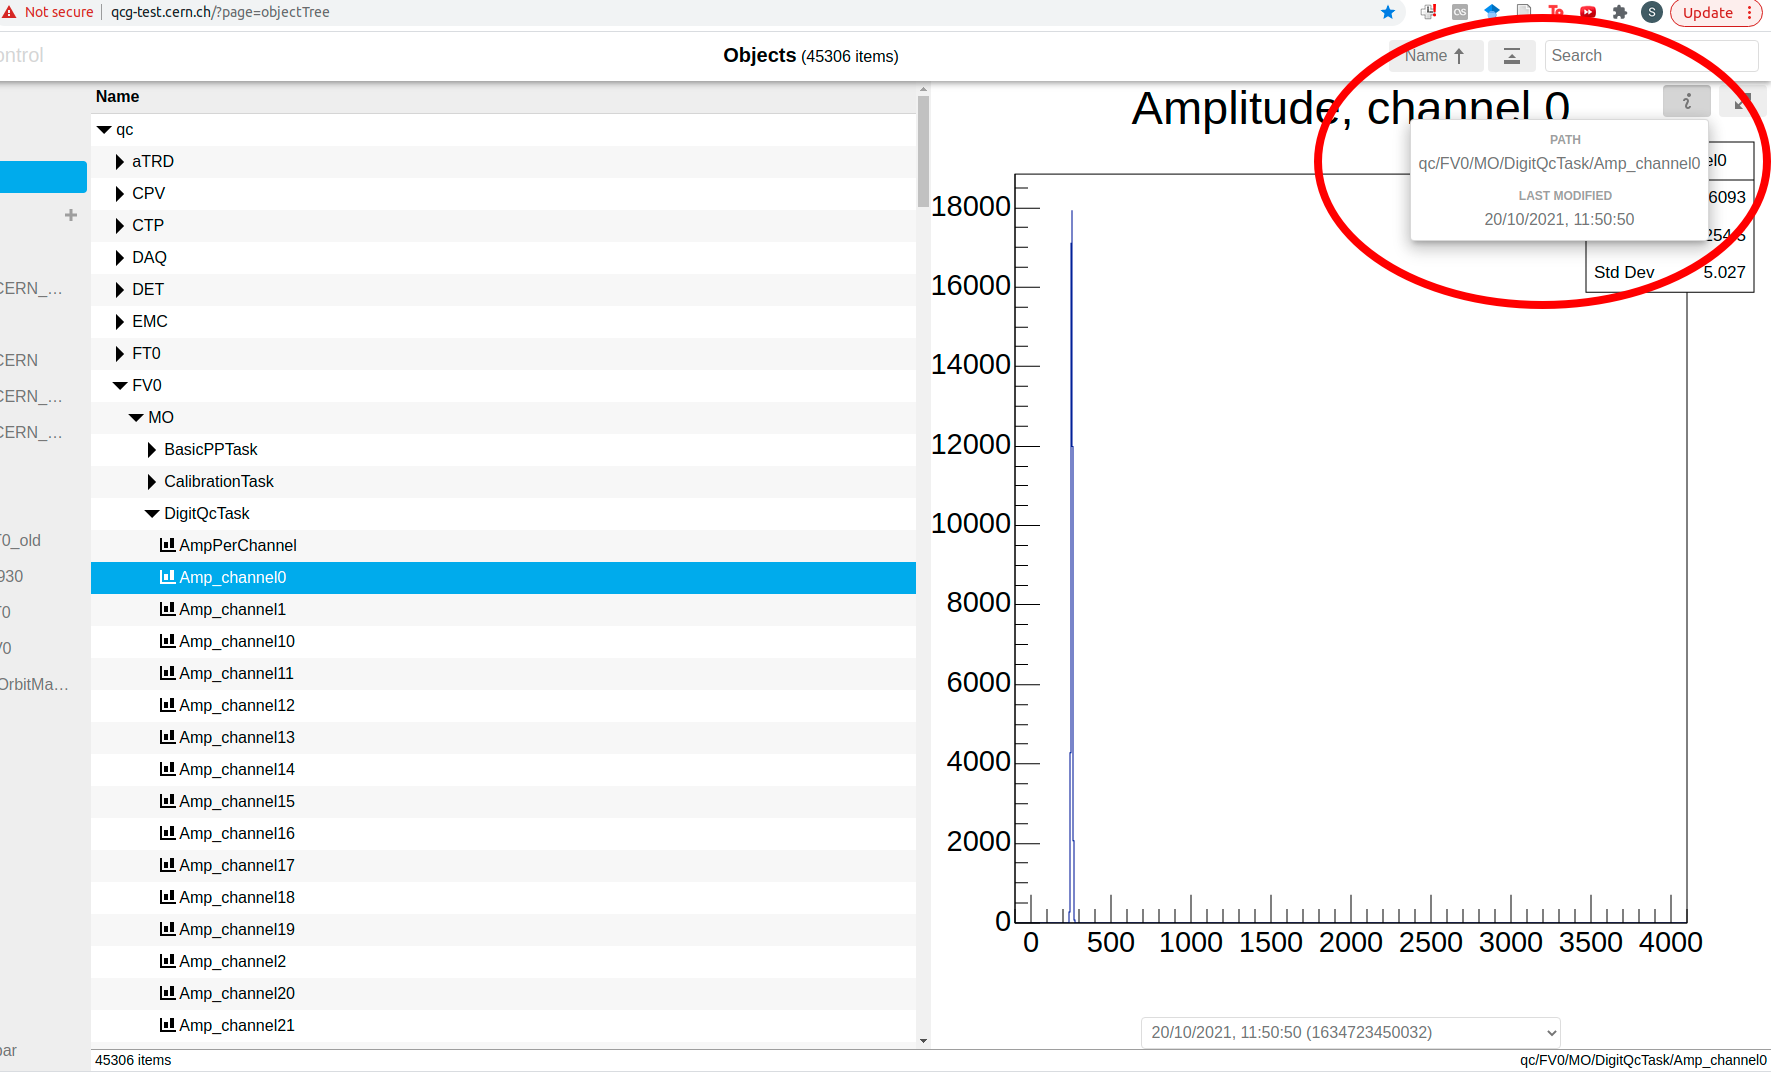 Not secure qcg-test.cern.ch/?page=objectTree
OS
S
Update
ontrol
Objects (45306 items)
Name
Search
Name
qc
aTRD
CPV
CTP
DAQ
DET
EMC
FT0
FV0
MO
BasicPPTask
CalibrationTask
DigitQcTask
AmpPerChannel
Amp_channel0
Amp_channel1
Amp_channel10
Amp_channel11
Amp_channel12
Amp_channel13
Amp_channel14
Amp_channel15
Amp_channel16
Amp_channel17
Amp_channel18
Amp_channel19
Amp_channel2
Amp_channel20
Amp_channel21
CERN_...
CERN
CERN_...
CERN_...
0_old
930
0
0
OrbitMa...
bar
Amplitude, channel 0
i
PATH
qc/FV0/MO/DigitQcTask/Amp_channel0
LAST MODIFIED
20/10/2021, 11:50:50
el0
6093
254.5
Std Dev 5.027
18000
16000
14000
12000
10000
8000
6000
4000
2000
0
0 500 1000 1500 2000 2500 3000 3500 4000
20/10/2021, 11:50:50 (1634723450032)
45306 items
qc/FV0/MO/DigitQcTask/Amp_channel0